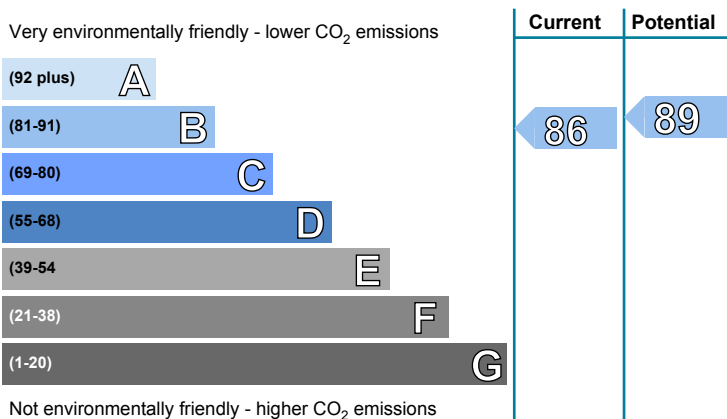 Very environmentally friendly - lower CO2 emissions
Current
Potential
(92 plus) A
(81-91) B
(69-80) C
(55-68) D
(39-54 E
(21-38) F
(1-20) G
86
89
Not environmentally friendly - higher CO2 emissions